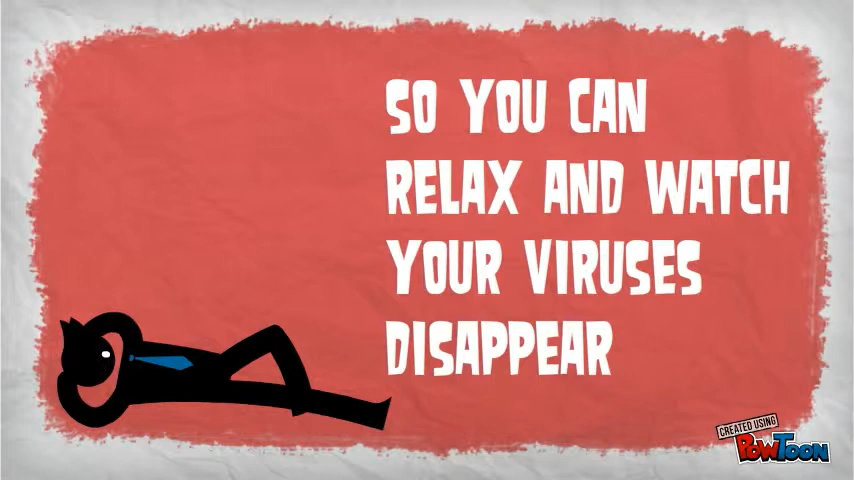 SO YOU CAN
RELAX AND WATCH
YOUR VIRUSES
DISAPPEAR
CREATED USING
POWTOON